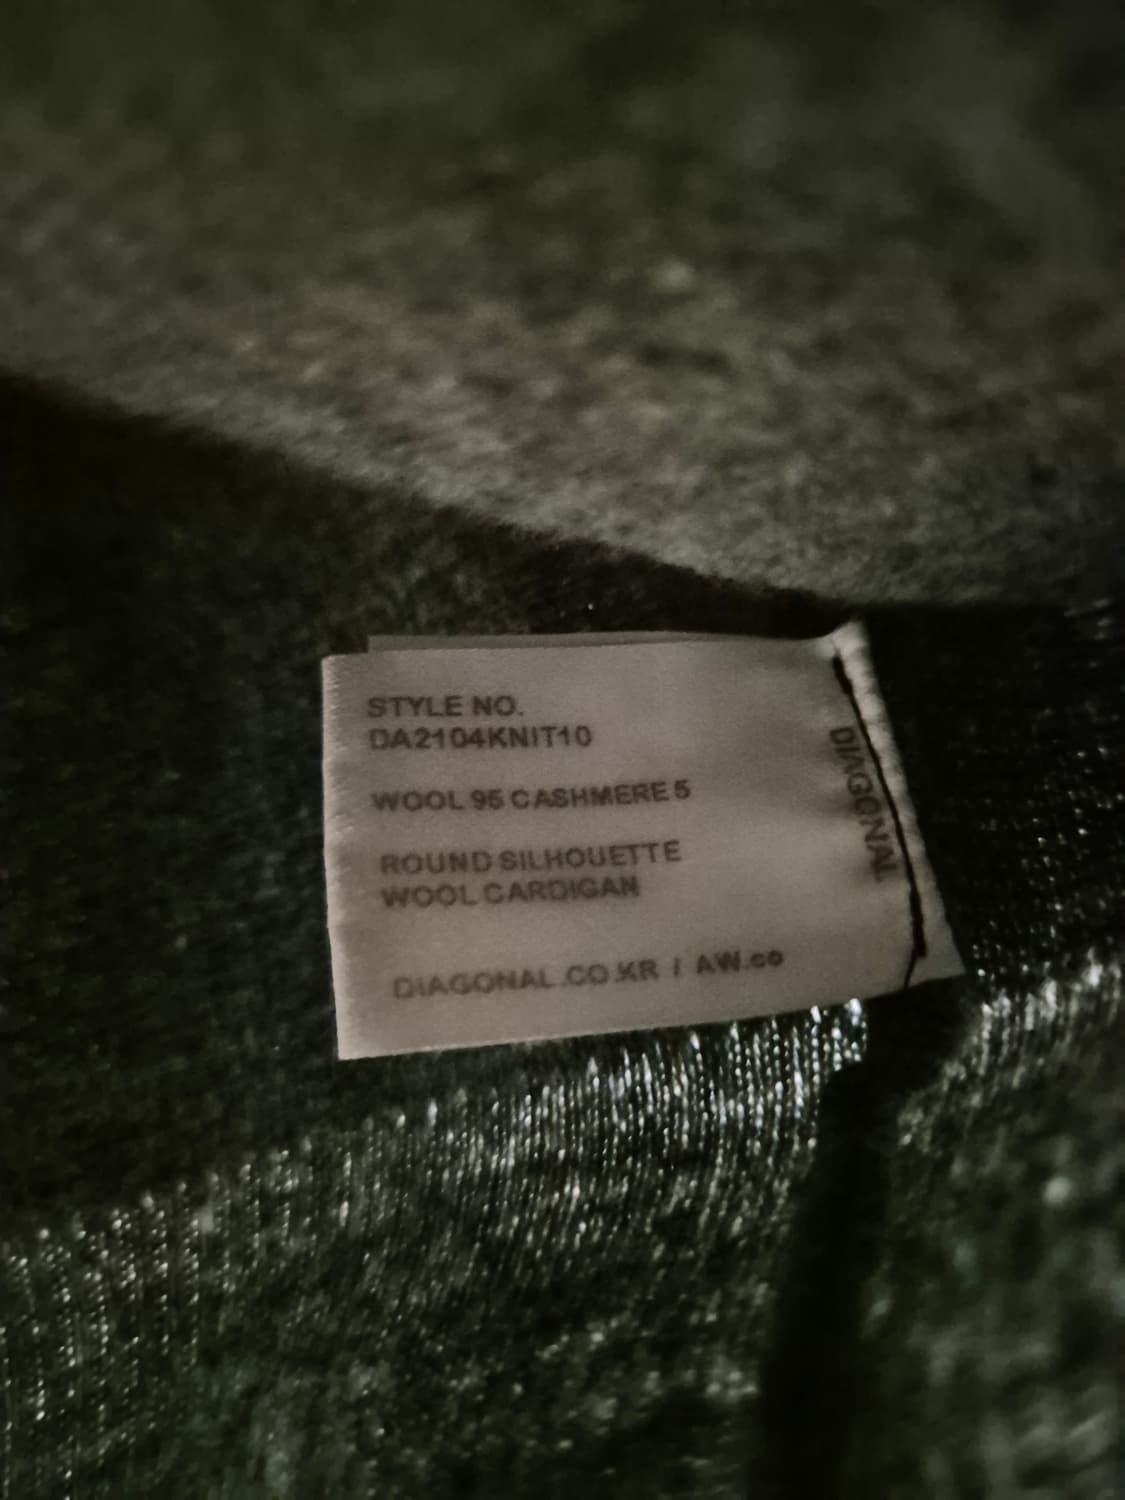 STYLE NO.
DA2104KNIT10
WOOL 95 CASHMERE 5
ROUND SILHOUETTE
WOOL CARDIGAN
DIAGONAL.CO.KR / AW.co
DIAGONAL